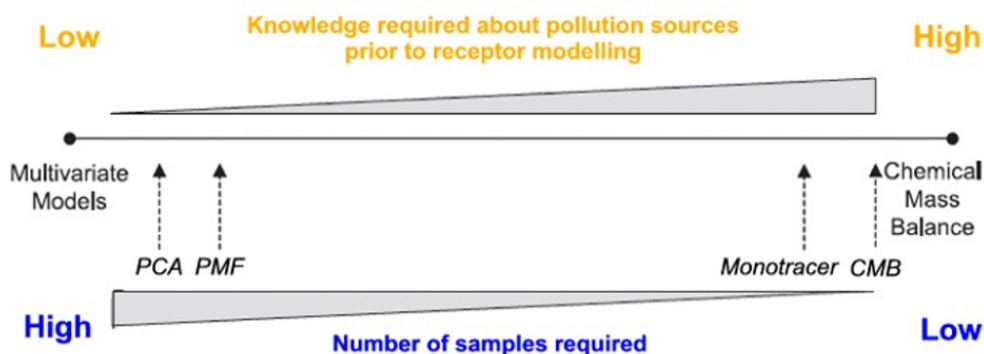 Low
Knowledge required about pollution sources
prior to receptor modelling
High
Multivariate
Models
Chemical
Mass
Balance
PCA
PMF
Monotracer
CMB
High
Number of samples required
Low